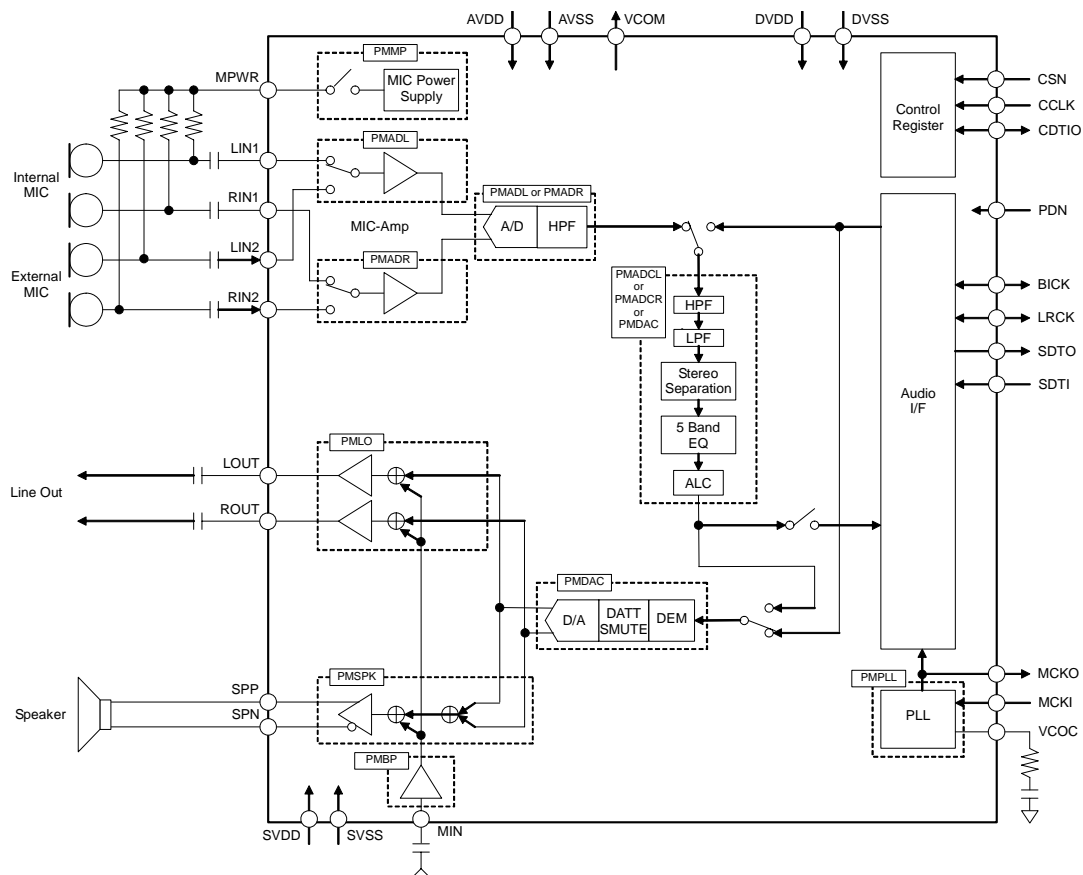 AVDD
AVSS
VCOM
DVDD
DVSS
PMMP
MPWR
MIC Power
Supply
Control
Register
CSN
CCLK
CDTIO
PMADL
LIN1
Internal
MIC
RIN1
MIC-Amp
PMADL or PMADR
A/D
HPF
PDN
LIN2
External
MIC
RIN2
PMADR
PMADCL
or
PMADCR
or
PMDAC
HPF
LPF
Stereo
Separation
5 Band
EQ
ALC
Audio
I/F
BICK
LRCK
SDTO
SDTI
PMLO
LOUT
Line Out
ROUT
PMDAC
D/A
DATT
SMUTE
DEM
PMSPK
SPP
Speaker
SPN
PMBP
PMPLL
PLL
MCKO
MCKI
VCOC
SVDD
SVSS
MIN